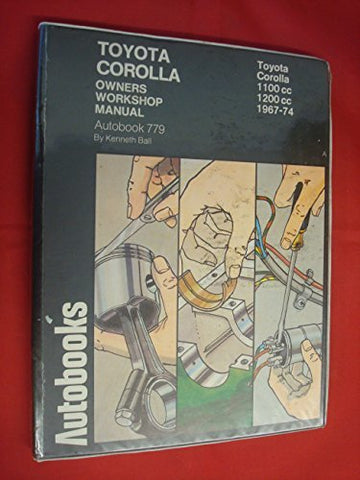 TOYOTA
COROLLA
OWNERS
WORKSHOP
MANUAL
Autobook 779
By Kenneth Ball
Toyota
Corolla
1100 cc
1200 cc
1967-74
A
Autobooks